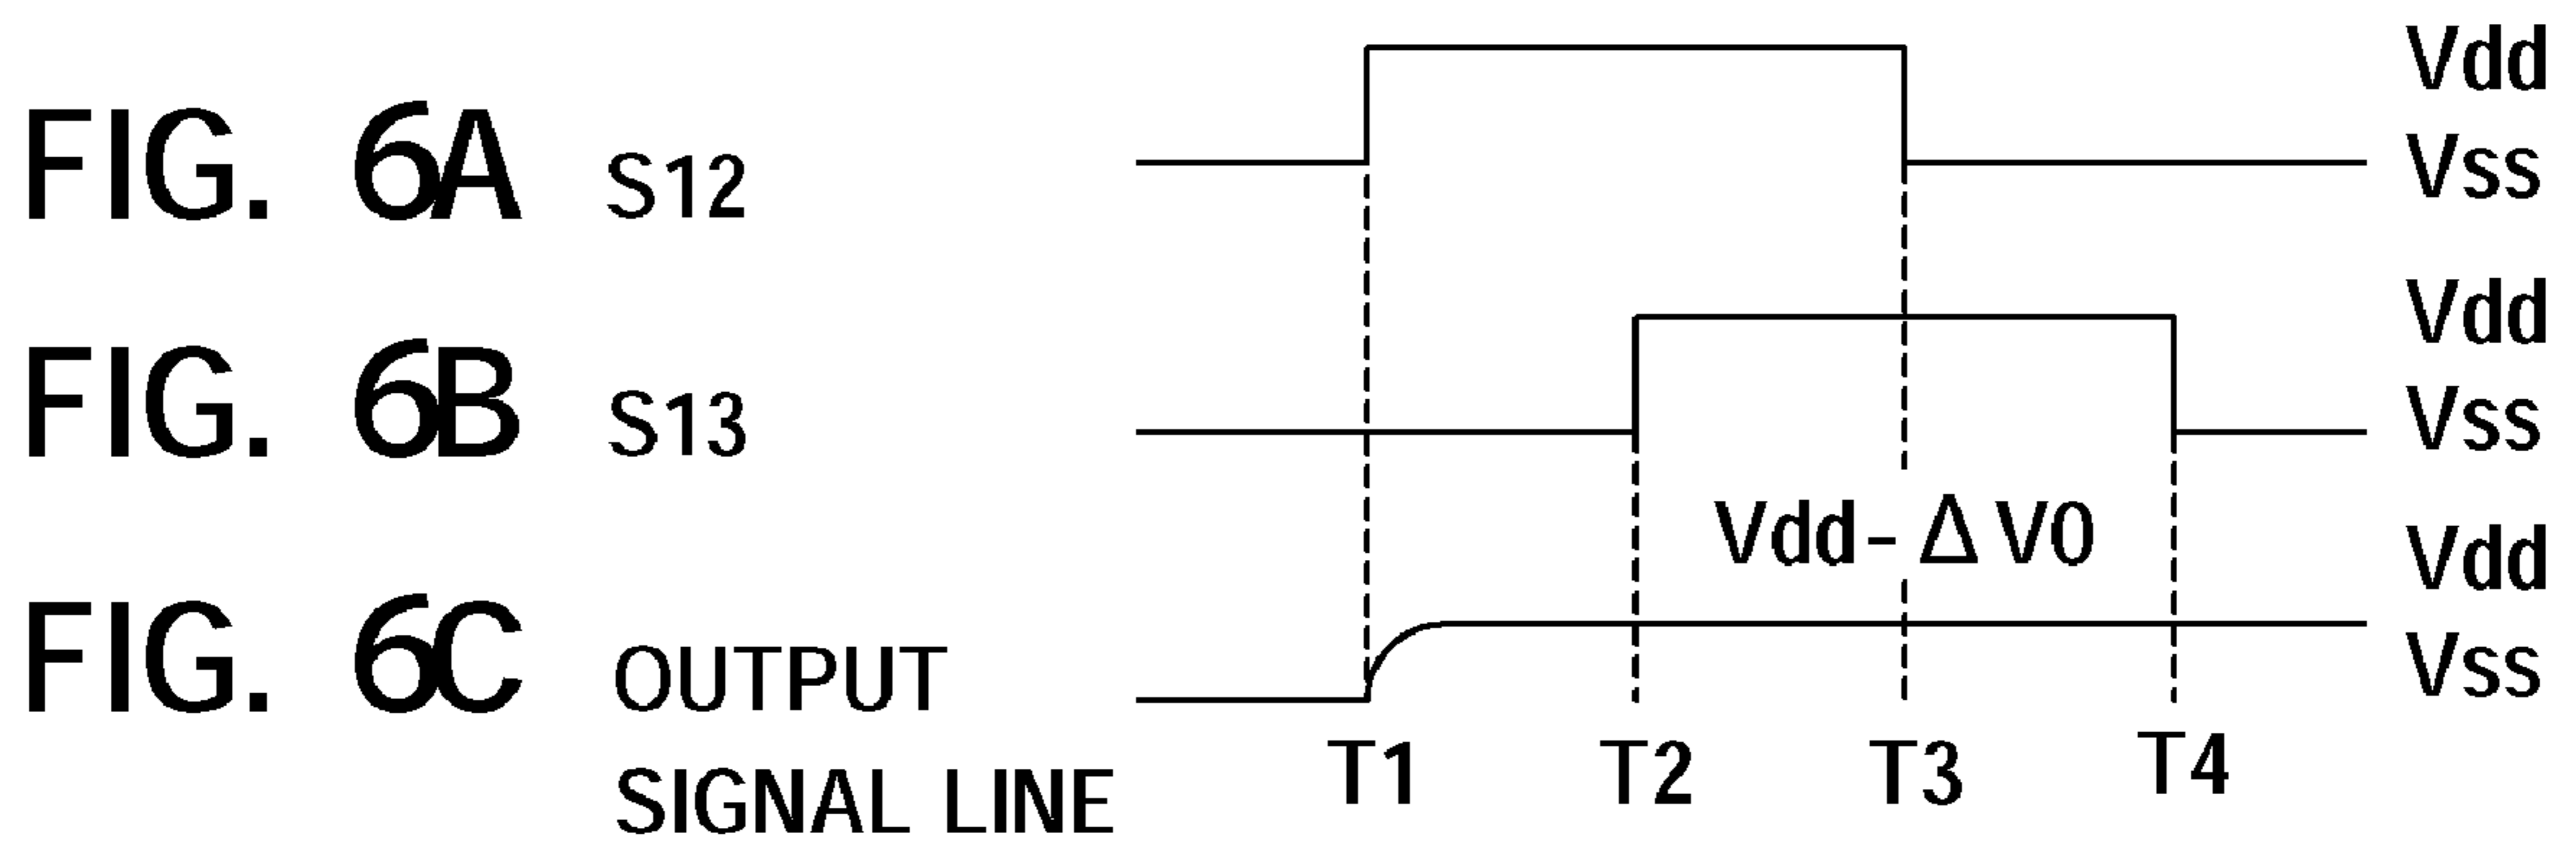 FIG. 6A S12 Vdd
Vss
FIG. 6B S13 Vdd
Vss
Vdd- Δ V0
FIG. 6C OUTPUT SIGNAL LINE Vdd
Vss
T1 T2 T3 T4